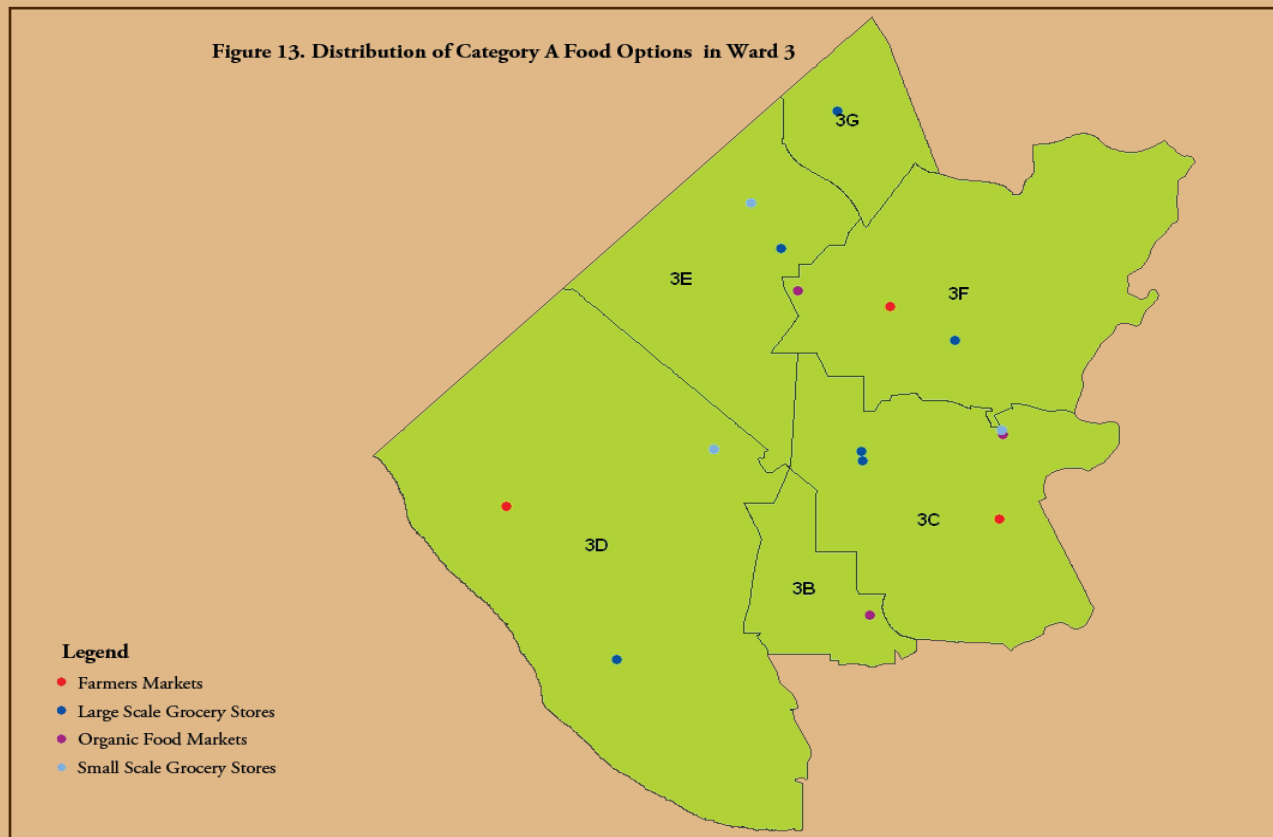 Figure 13. Distribution of Category A Food Options in Ward 3
3G
3E
3F
3C
3D
3B
Legend
Farmers Markets
Large Scale Grocery Stores
Organic Food Markets
Small Scale Grocery Stores